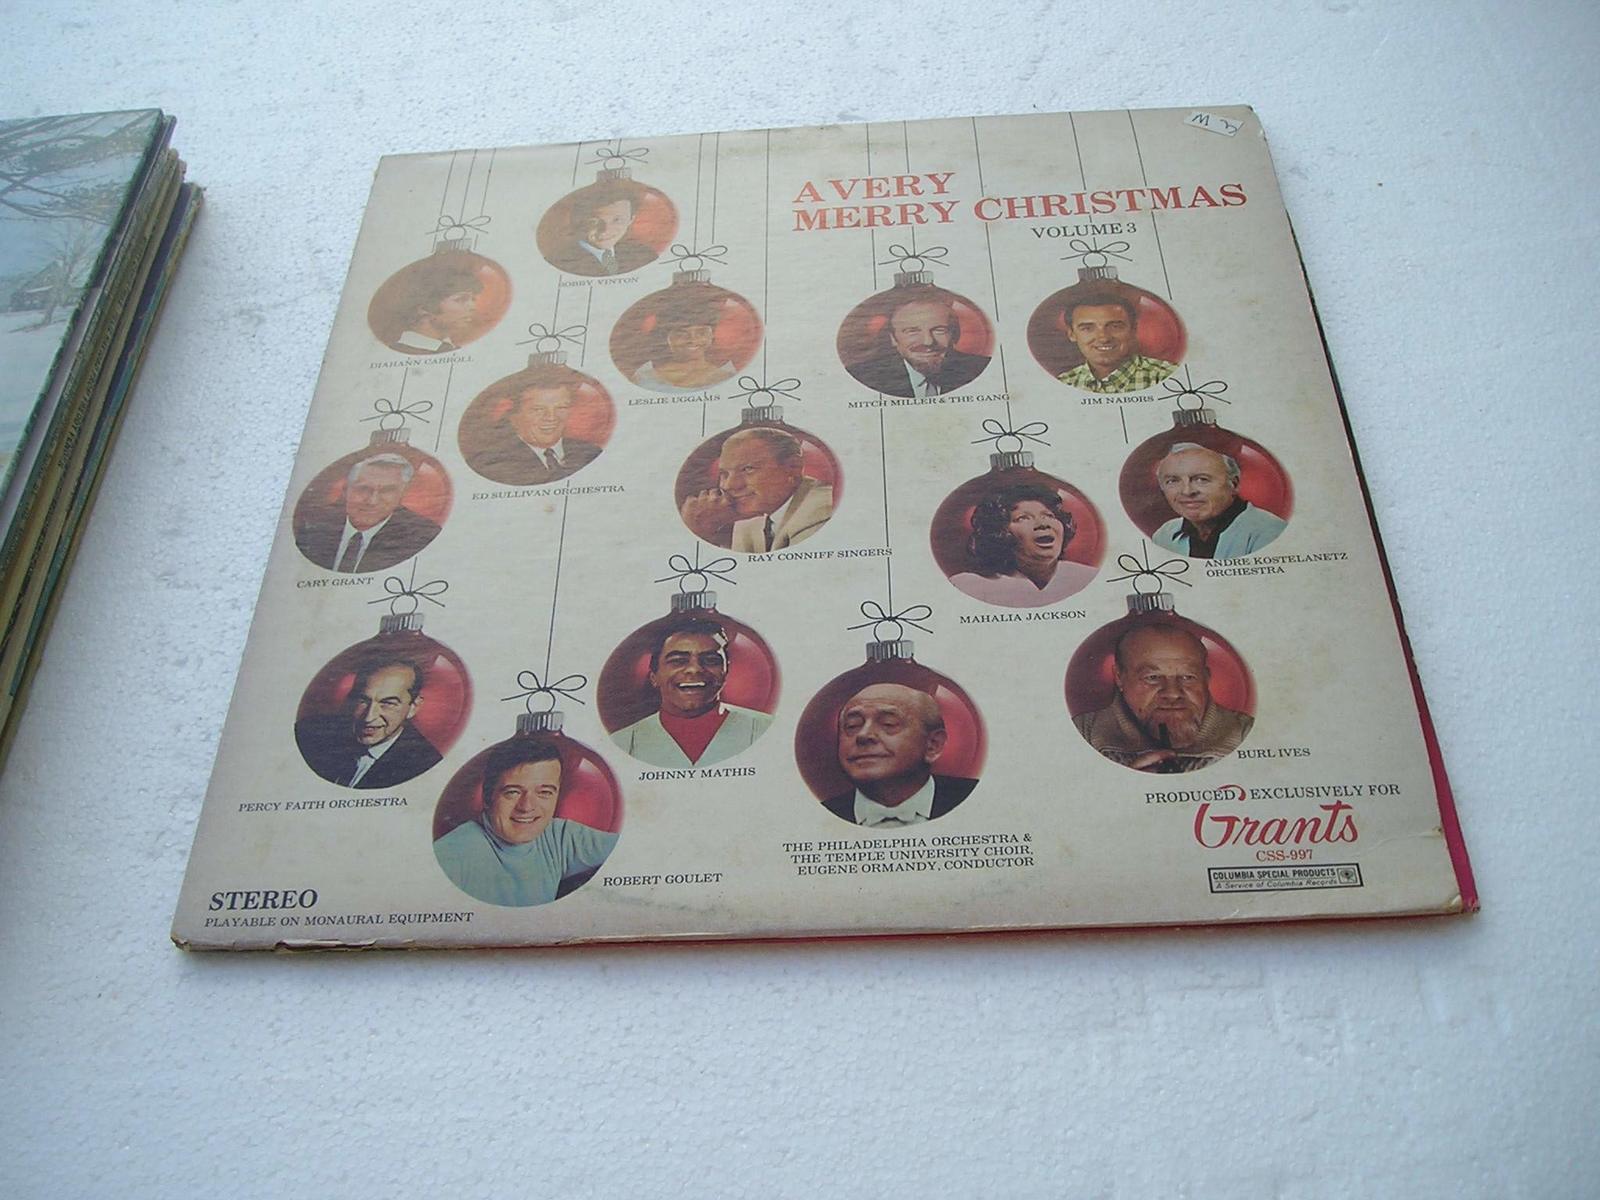 M 3
A VERY
MERRY CHRISTMAS
VOLUME 3
BOBBY VINTON
DIAHANN CARROLL
LESLIE UGGAMS
MITCH MILLER & THE GANG
JIM NABORS
ED SULLIVAN ORCHESTRA
RAY CONNIFF SINGERS
ANDRE KOSTELANETZ
ORCHESTRA
CARY GRANT
MAHALIA JACKSON
BURL IVES
JOHNNY MATHIS
PERCY FAITH ORCHESTRA
THE PHILADELPHIA ORCHESTRA &
THE TEMPLE UNIVERSITY CHOIR,
EUGENE ORMANDY, CONDUCTOR
ROBERT GOULET
PRODUCED EXCLUSIVELY FOR
Grants
CSS-997
COLUMBIA SPECIAL PRODUCTS
A Service of Columbia Records
STEREO
PLAYABLE ON MONAURAL EQUIPMENT